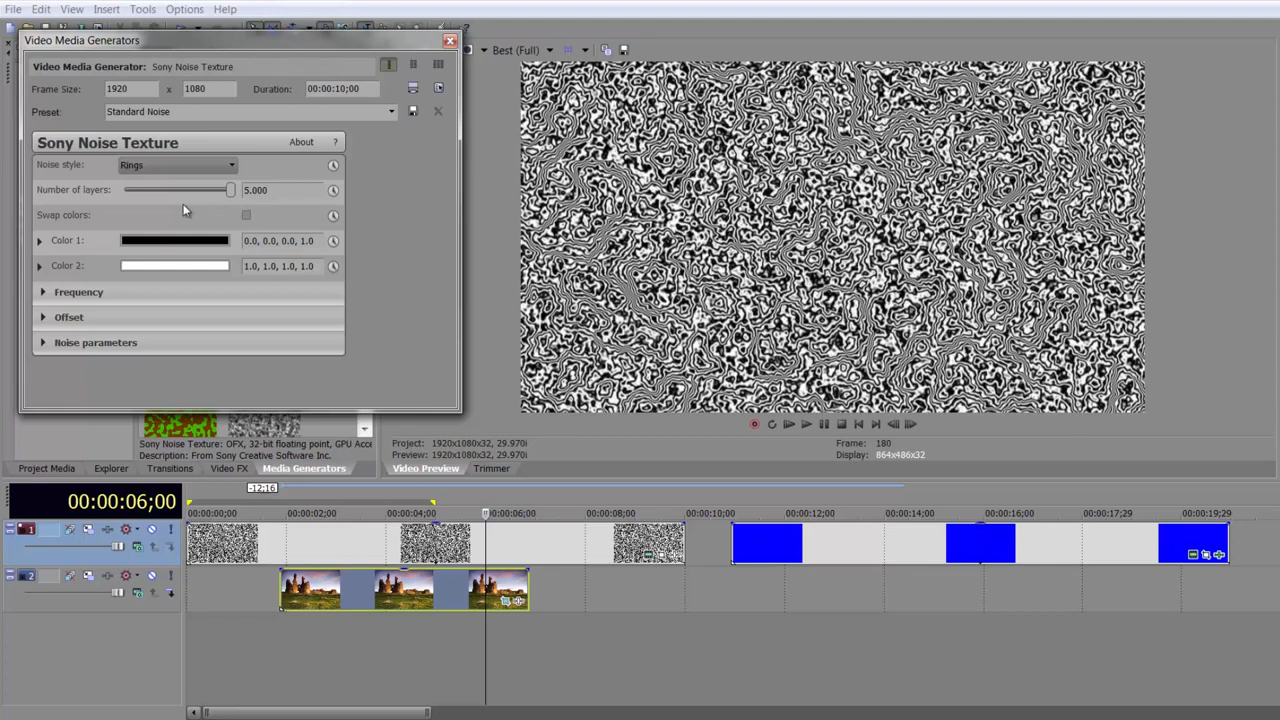 File Edit View Insert Tools Options Help
Video Media Generators
Best (Full)
Video Media Generator: Sony Noise Texture
Frame Size: 1920 x 1080 Duration: 00:00:10;00
Preset: Standard Noise
Sony Noise Texture About ?
Noise style: Rings
Number of layers: 5.000
Swap colors:
Color 1: 0.0, 0.0, 0.0, 1.0
Color 2: 1.0, 1.0, 1.0, 1.0
Frequency
Offset
Noise parameters
Sony Noise Texture: OFX, 32-bit floating point, GPU Acce
Description: From Sony Creative Software Inc.
Project: 1920x1080x32, 29.970i
Preview: 1920x1080x32, 29.970i
Frame: 180
Display: 864x486x32
Project Media Explorer Transitions Video FX Media Generators Video Preview Trimmer
00:00:06;00
-12;16
00:00:00;00 00:00:02;00 00:00:04;00 00:00:06;00 00:00:08;00 00:00:10;00 00:00:12;00 00:00:14;00 00:00:16;00 00:00:17;29 00:00:19;29
1
2